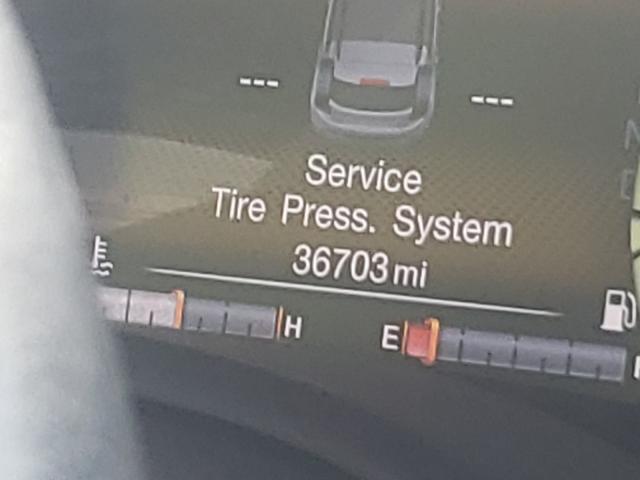 --- ---
Service
Tire Press. System
36703 mi
H E